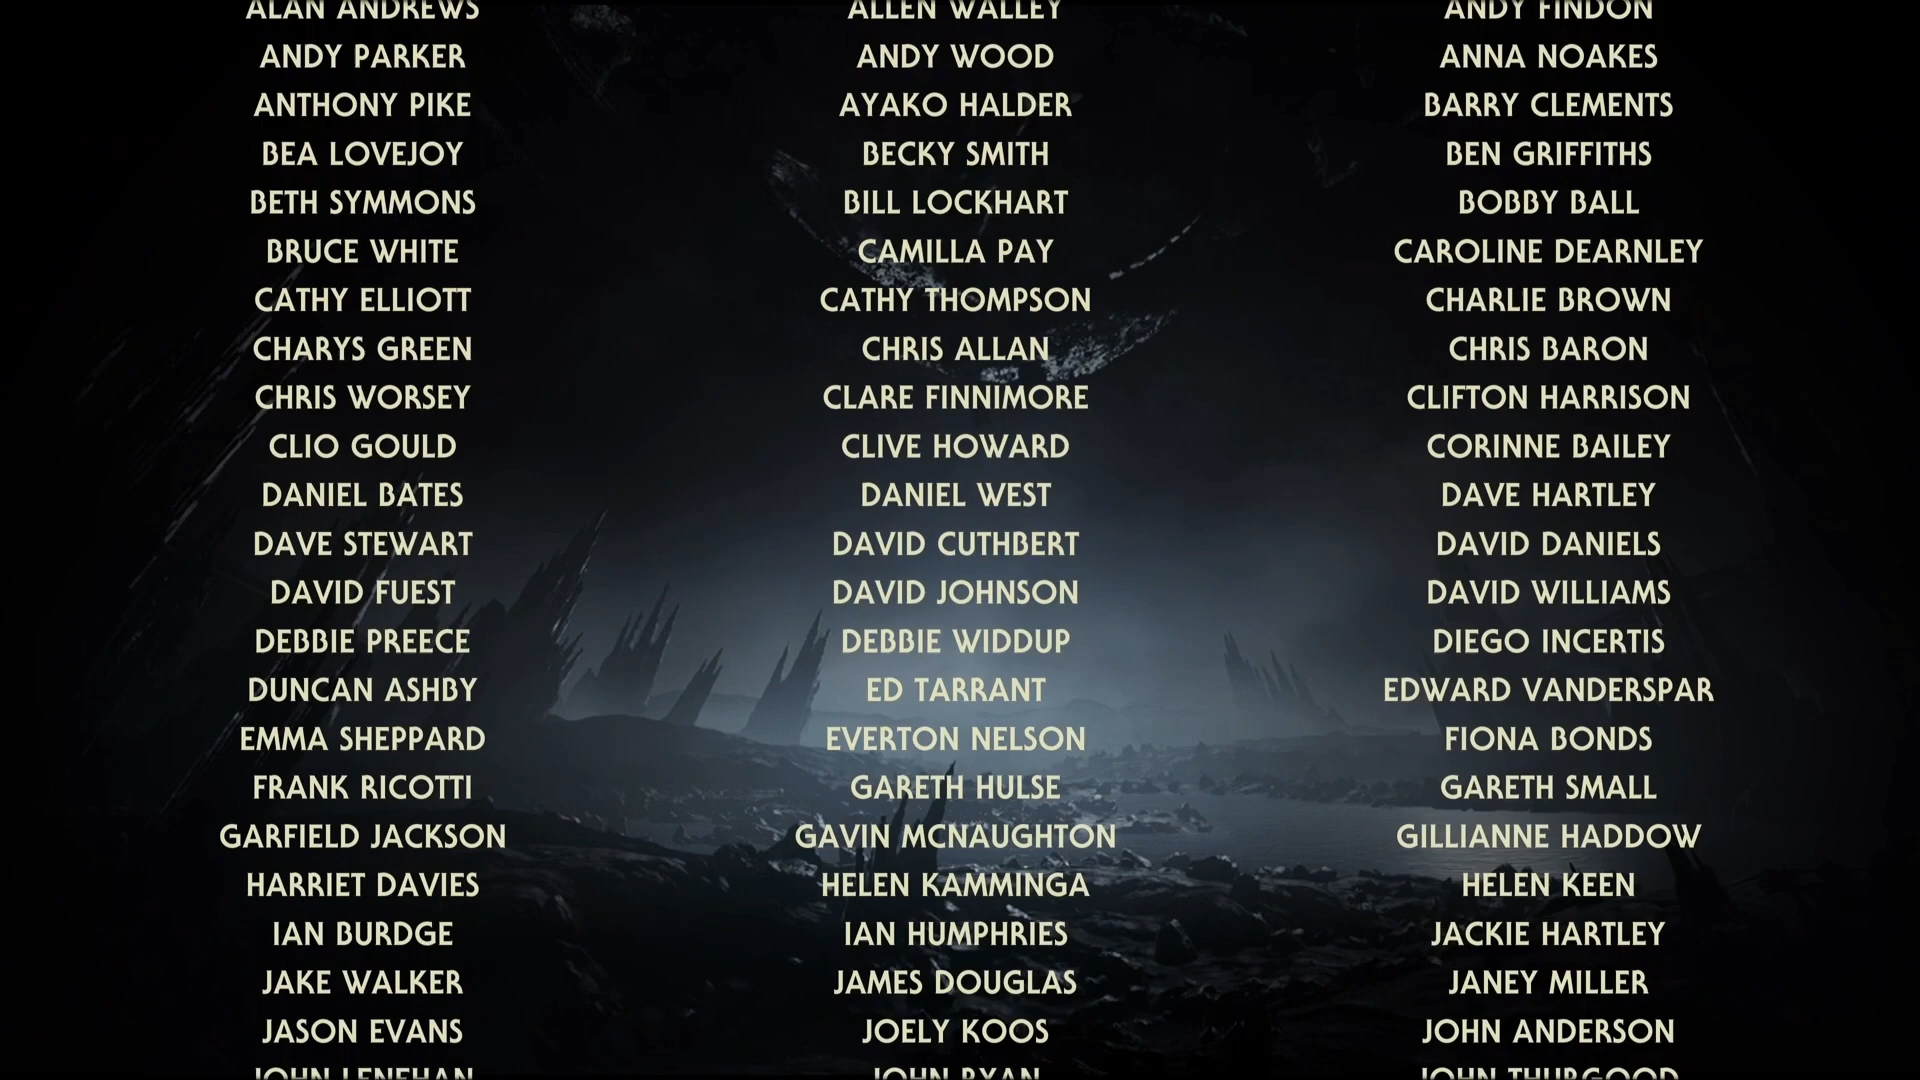 ALAN ANDREWS ALLEN WALLEY ANDY FINDON
ANDY PARKER ANDY WOOD ANNA NOAKES
ANTHONY PIKE AYAKO HALDER BARRY CLEMENTS
BEA LOVEJOY BECKY SMITH BEN GRIFFITHS
BETH SYMMONS BILL LOCKHART BOBBY BALL
BRUCE WHITE CAMILLA PAY CAROLINE DEARNLEY
CATHY ELLIOTT CATHY THOMPSON CHARLIE BROWN
CHARYS GREEN CHRIS ALLAN CHRIS BARON
CHRIS WORSEY CLARE FINNIMORE CLIFTON HARRISON
CLIO GOULD CLIVE HOWARD CORINNE BAILEY
DANIEL BATES DANIEL WEST DAVE HARTLEY
DAVE STEWART DAVID CUTHBERT DAVID DANIELS
DAVID FUEST DAVID JOHNSON DAVID WILLIAMS
DEBBIE PREECE DEBBIE WIDDUP DIEGO INCERTIS
DUNCAN ASHBY ED TARRANT EDWARD VANDERSPAR
EMMA SHEPPARD EVERTON NELSON FIONA BONDS
FRANK RICOTTI GARETH HULSE GARETH SMALL
GARFIELD JACKSON GAVIN MCNAUGHTON GILLIANNE HADDOW
HARRIET DAVIES HELEN KAMMINGA HELEN KEEN
IAN BURDGE IAN HUMPHRIES JACKIE HARTLEY
JAKE WALKER JAMES DOUGLAS JANEY MILLER
JASON EVANS JOELY KOOS JOHN ANDERSON
JOHN LENEHAN JOHN RYAN JOHN THURGOOD